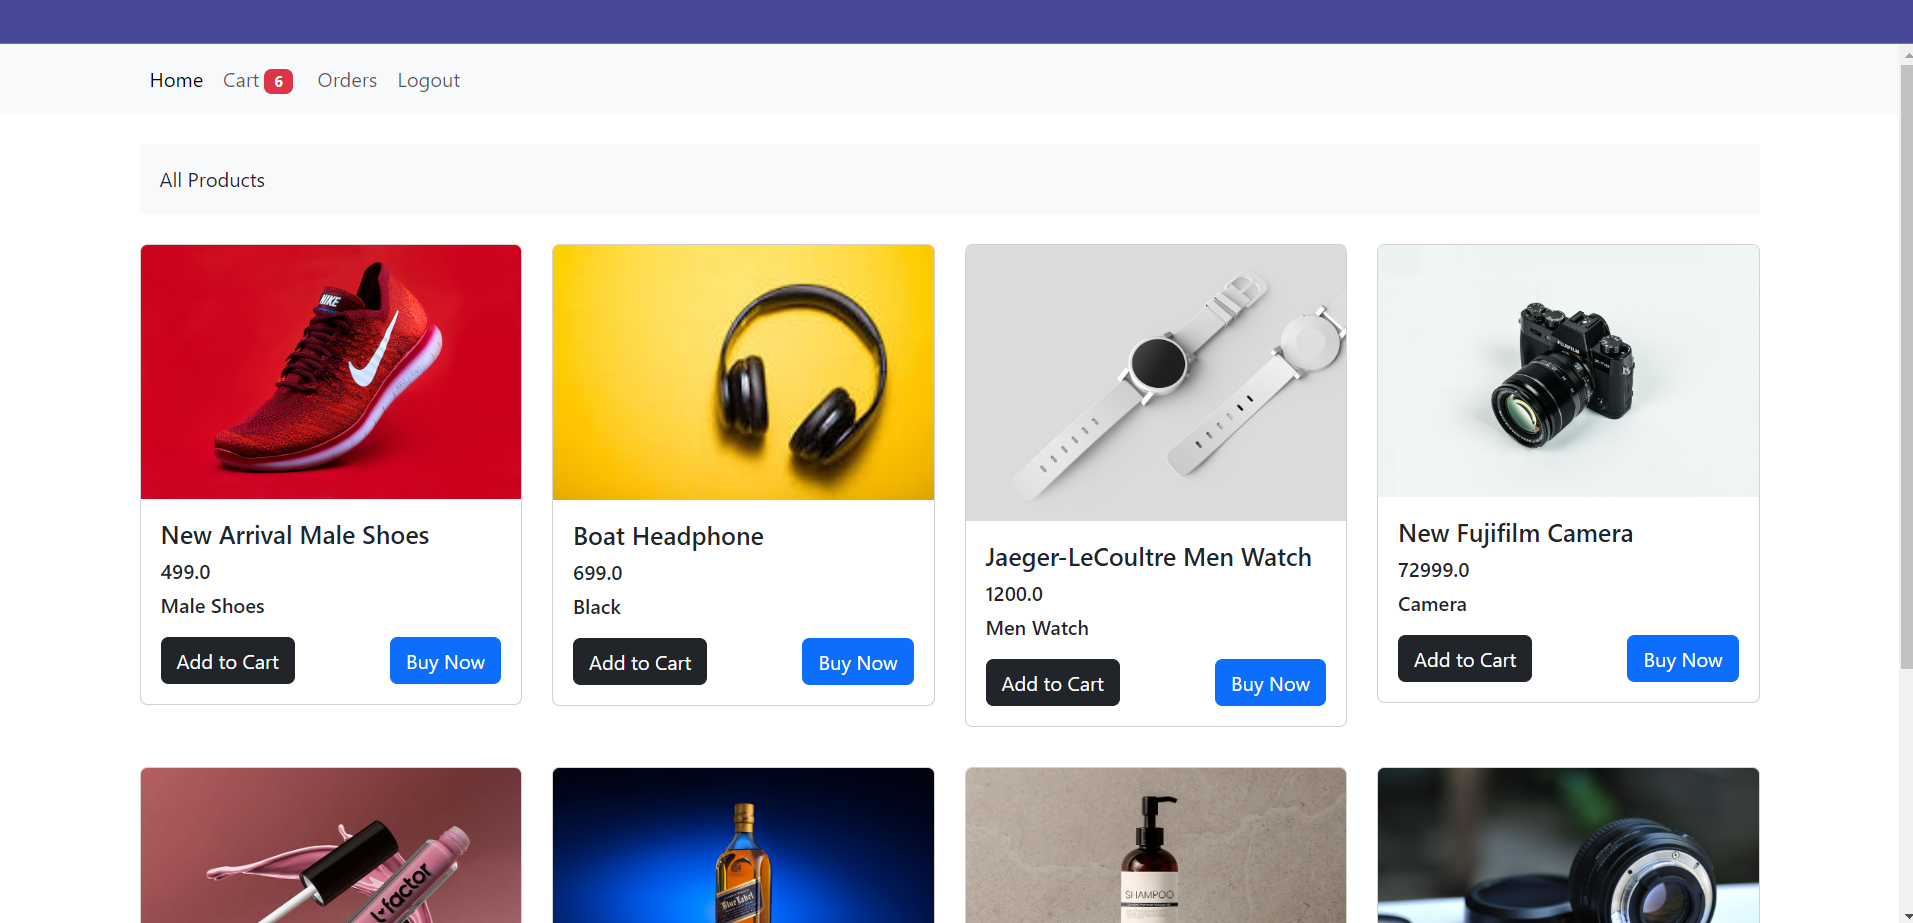 Home Cart 6 Orders Logout
All Products
NIKE
FUJIFILM
New Arrival Male Shoes
499.0
Male Shoes
Add to Cart Buy Now
Boat Headphone
699.0
Black
Add to Cart Buy Now
Jaeger-LeCoultre Men Watch
1200.0
Men Watch
Add to Cart Buy Now
New Fujifilm Camera
72999.0
Camera
Add to Cart Buy Now
factor
Blue Label
SHAMPOO